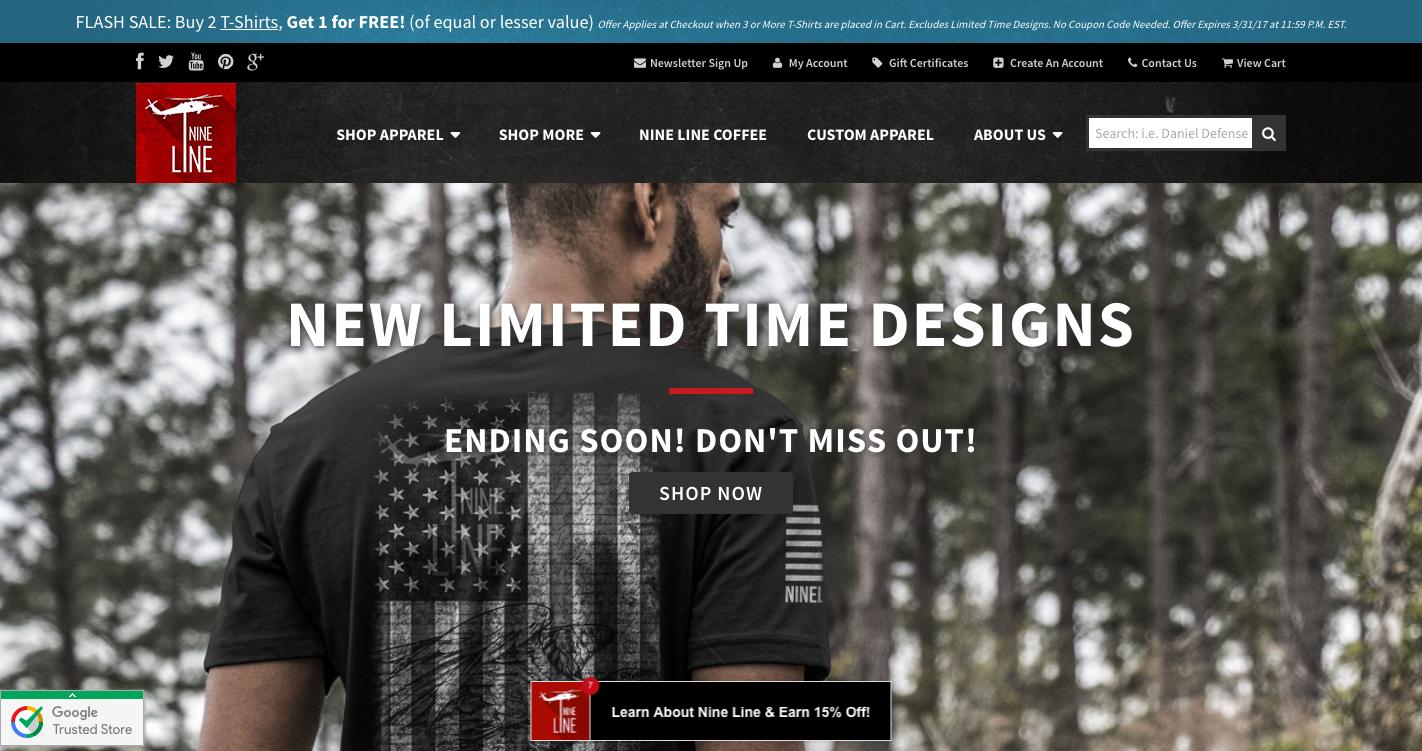 FLASH SALE: Buy 2 T-Shirts, Get 1 for FREE! (of equal or lesser value) Offer Applies at Checkout when 3 or More T-Shirts are placed in Cart. Excludes Limited Time Designs. No Coupon Code Needed. Offer Expires 3/31/17 at 11:59 P.M. EST.
You Tube
Newsletter Sign Up My Account Gift Certificates Create An Account Contact Us View Cart
NINE
LINE
SHOP APPAREL SHOP MORE NINE LINE COFFEE CUSTOM APPAREL ABOUT US Search: i.e. Daniel Defense
NEW LIMITED TIME DESIGNS
ENDING SOON! DON'T MISS OUT!
SHOP NOW
NINE
LINE
NINEL
7
NINE
LINE
Learn About Nine Line & Earn 15% Off!
Google
Trusted Store